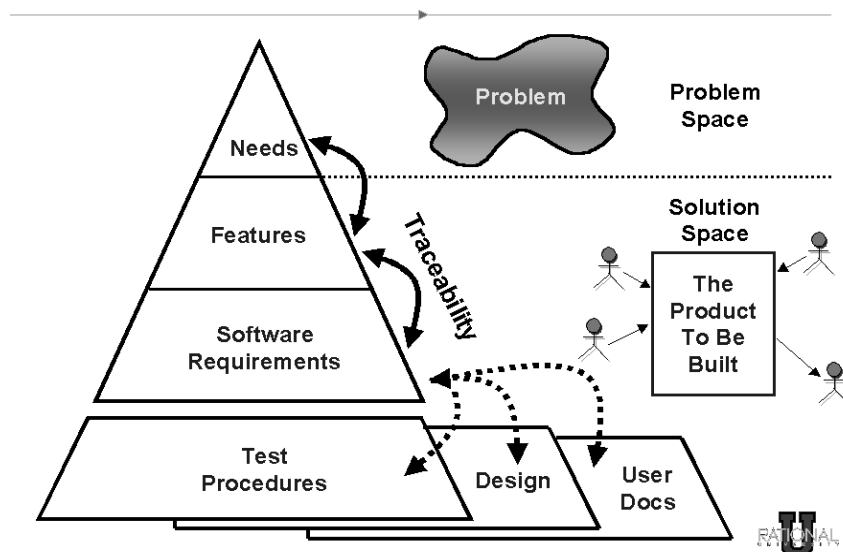 Needs
Problem
Problem
Space
Features
Traceability
Solution
Space
The
Product
To Be
Built
Software
Requirements
Test
Procedures
Design
User
Docs
RATIONAL